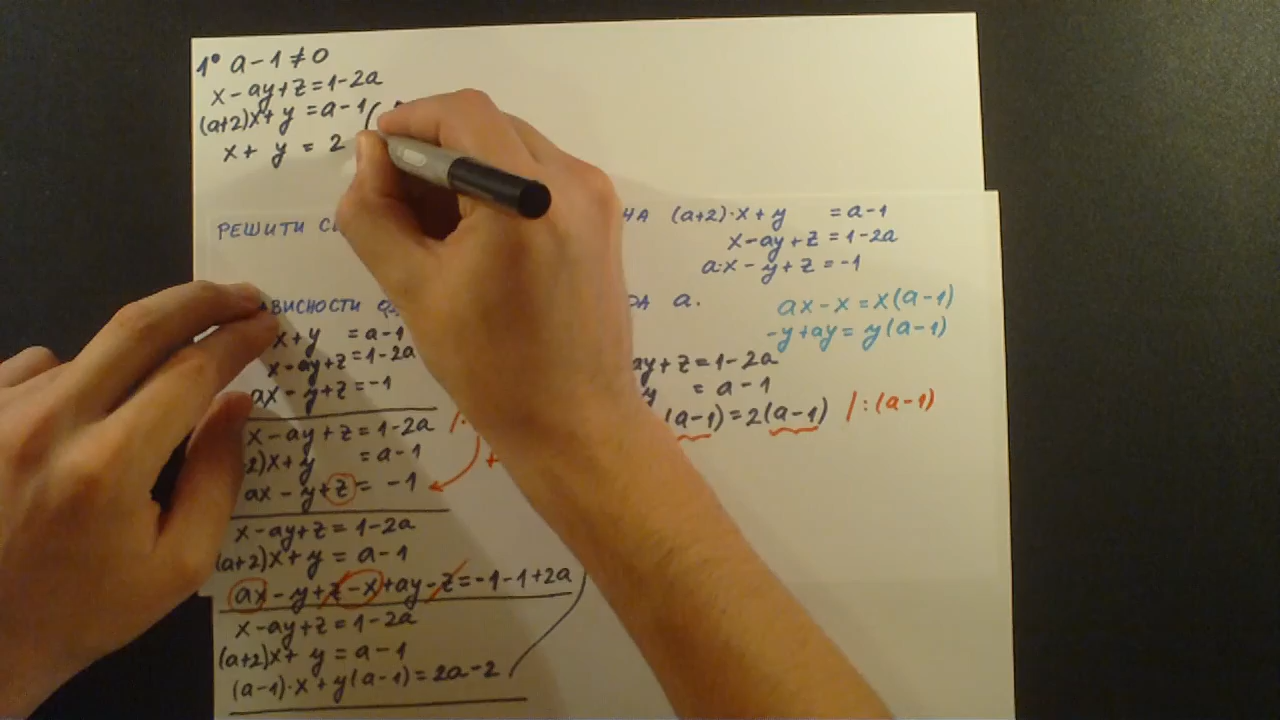 1° a-1≠0
x-ay+z=1-2a
(a+2)x+y=a-1
x+y=2
РЕШИТИ
(a+2)·x+y =a-1
x-ay+z=1-2a
a·x-y+z=-1
ОД a.
x+y =a-1
x-ay+z=1-2a
ax-y+z=-1
x-ay+z=1-2a
2)x+y =a-1
ax-y+z=-1
x-ay+z=1-2a
(a+2)x+y=a-1
ax-y+z-x+ay-z=-1-1+2a
x-ay+z=1-2a
(a+2)x+y=a-1
(a-1)·x+y(a-1)=2a-2
ax-x=x(a-1)
-y+ay=y(a-1)
ay+z=1-2a
y =a-1
(a-1)=2(a-1) /:(a-1)
+